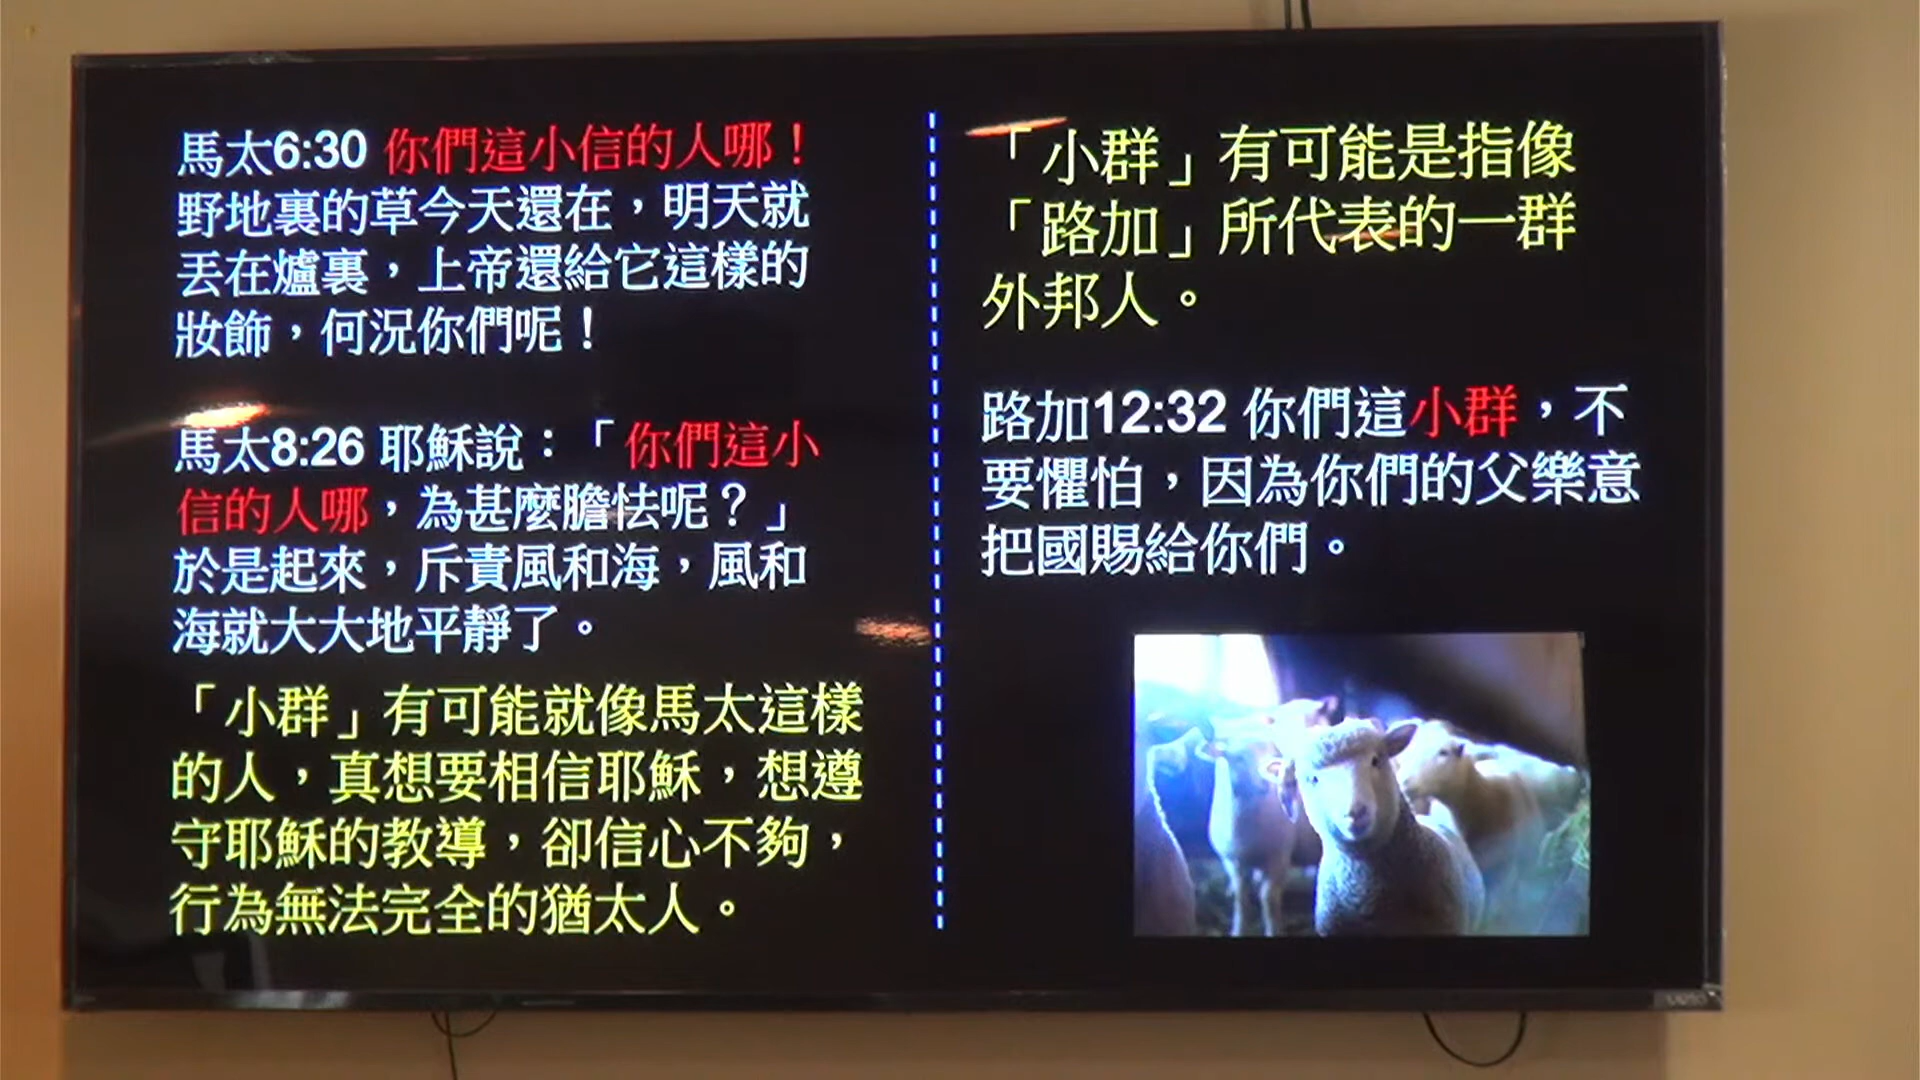 馬太6:30 你們這小信的人哪！
野地裏的草今天還在，明天就
丟在爐裏，上帝還給它這樣的
妝飾，何況你們呢！
馬太8:26 耶穌說：「你們這小
信的人哪，為甚麼膽怯呢？」
於是起來，斥責風和海，風和
海就大大地平靜了。
「小群」有可能就像馬太這樣
的人，真想要相信耶穌，想遵
守耶穌的教導，卻信心不夠，
行為無法完全的猶太人。
「小群」有可能是指像
「路加」所代表的一群
外邦人。
路加12:32 你們這小群，不
要懼怕，因為你們的父樂意
把國賜給你們。